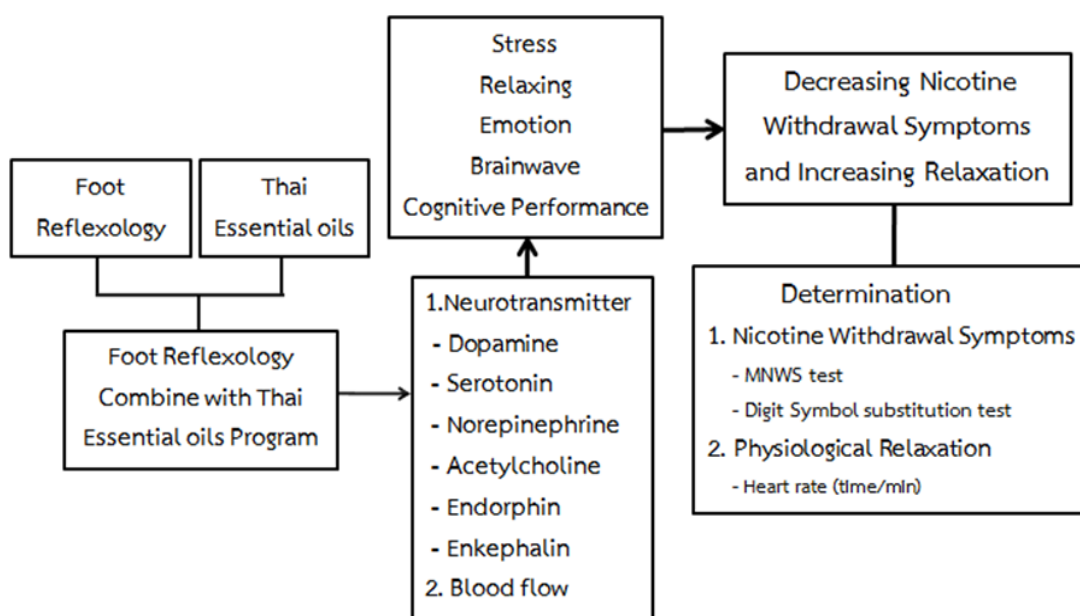 Foot
Reflexology
Thai
Essential oils
Foot Reflexology
Combine with Thai
Essential oils Program
1.Neurotransmitter
- Dopamine
- Serotonin
- Norepinephrine
- Acetylcholine
- Endorphin
- Enkephalin
2. Blood flow
Stress
Relaxing
Emotion
Brainwave
Cognitive Performance
Decreasing Nicotine
Withdrawal Symptoms
and Increasing Relaxation
Determination
1. Nicotine Withdrawal Symptoms
- MNWS test
- Digit Symbol substitution test
2. Physiological Relaxation
- Heart rate (time/min)